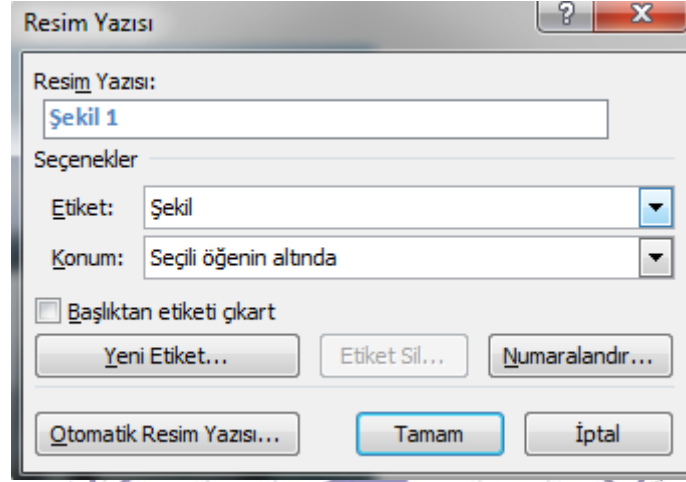 Resim Yazısı
Resim Yazısı:
Şekil 1
Seçenekler
Etiket: Şekil
Konum: Seçili öğenin altında
Başlıktan etiketi çıkart
Yeni Etiket... Etiket Sil... Numaralandır...
Otomatik Resim Yazısı... Tamam İptal